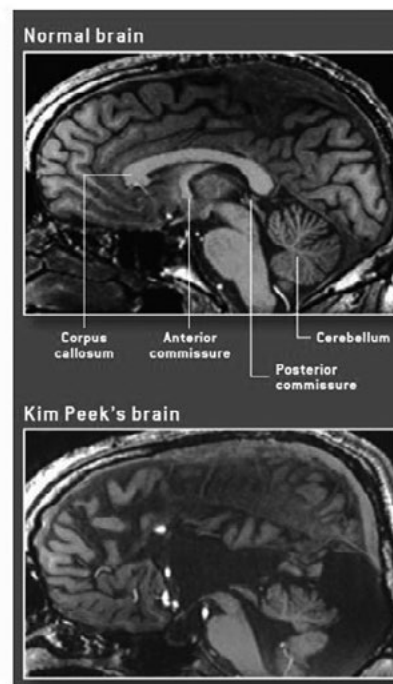 Normal brain
Corpus callosum
Anterior commissure
Cerebellum
Posterior commissure
Kim Peek's brain